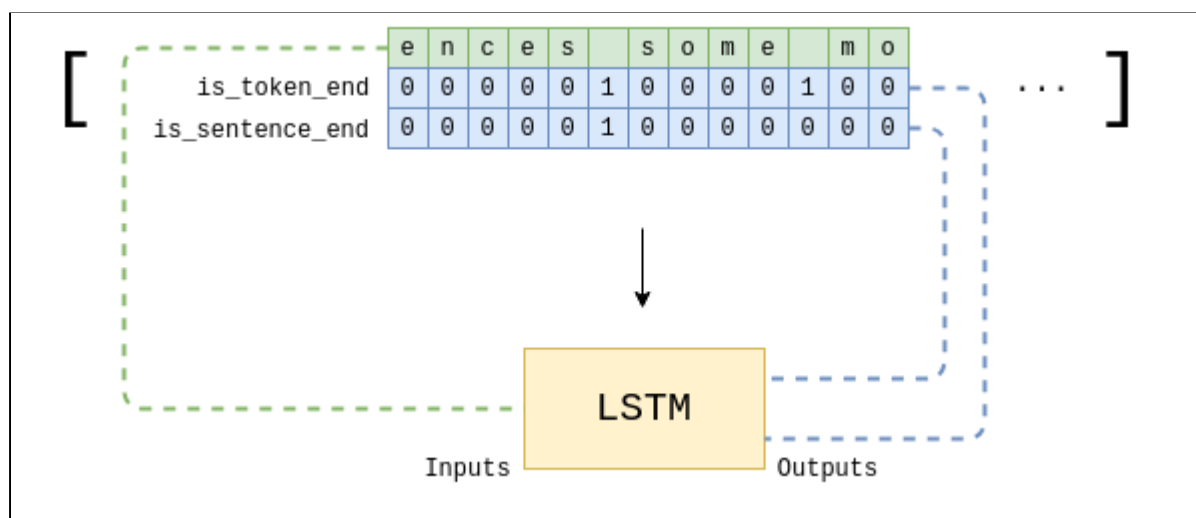 [ e n c e s   s o m e   m o
is_token_end 0 0 0 0 0 1 0 0 0 0 1 0 0 ... ]
is_sentence_end 0 0 0 0 0 1 0 0 0 0 0 0 0
LSTM
Inputs Outputs